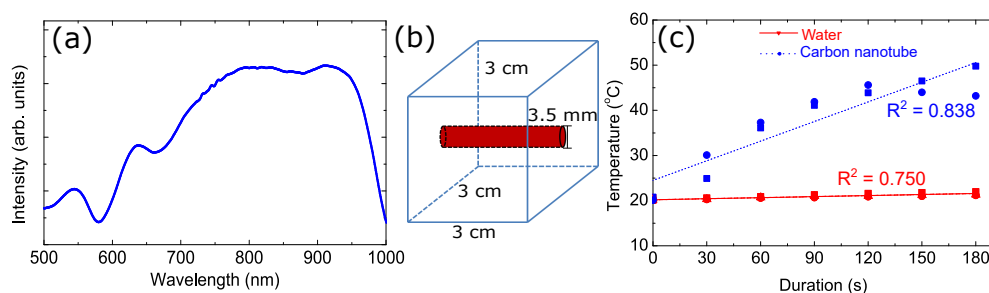 (a)
Intensity (arb. units)
500 600 700 800 900 1000
Wavelength (nm)
(b)
3 cm
3.5 mm
3 cm
3 cm
(c)
Water
Carbon nanotube
Temperature (°C)
60
50
40
30
20
10
R² = 0.838
R² = 0.750
0 30 60 90 120 150 180
Duration (s)